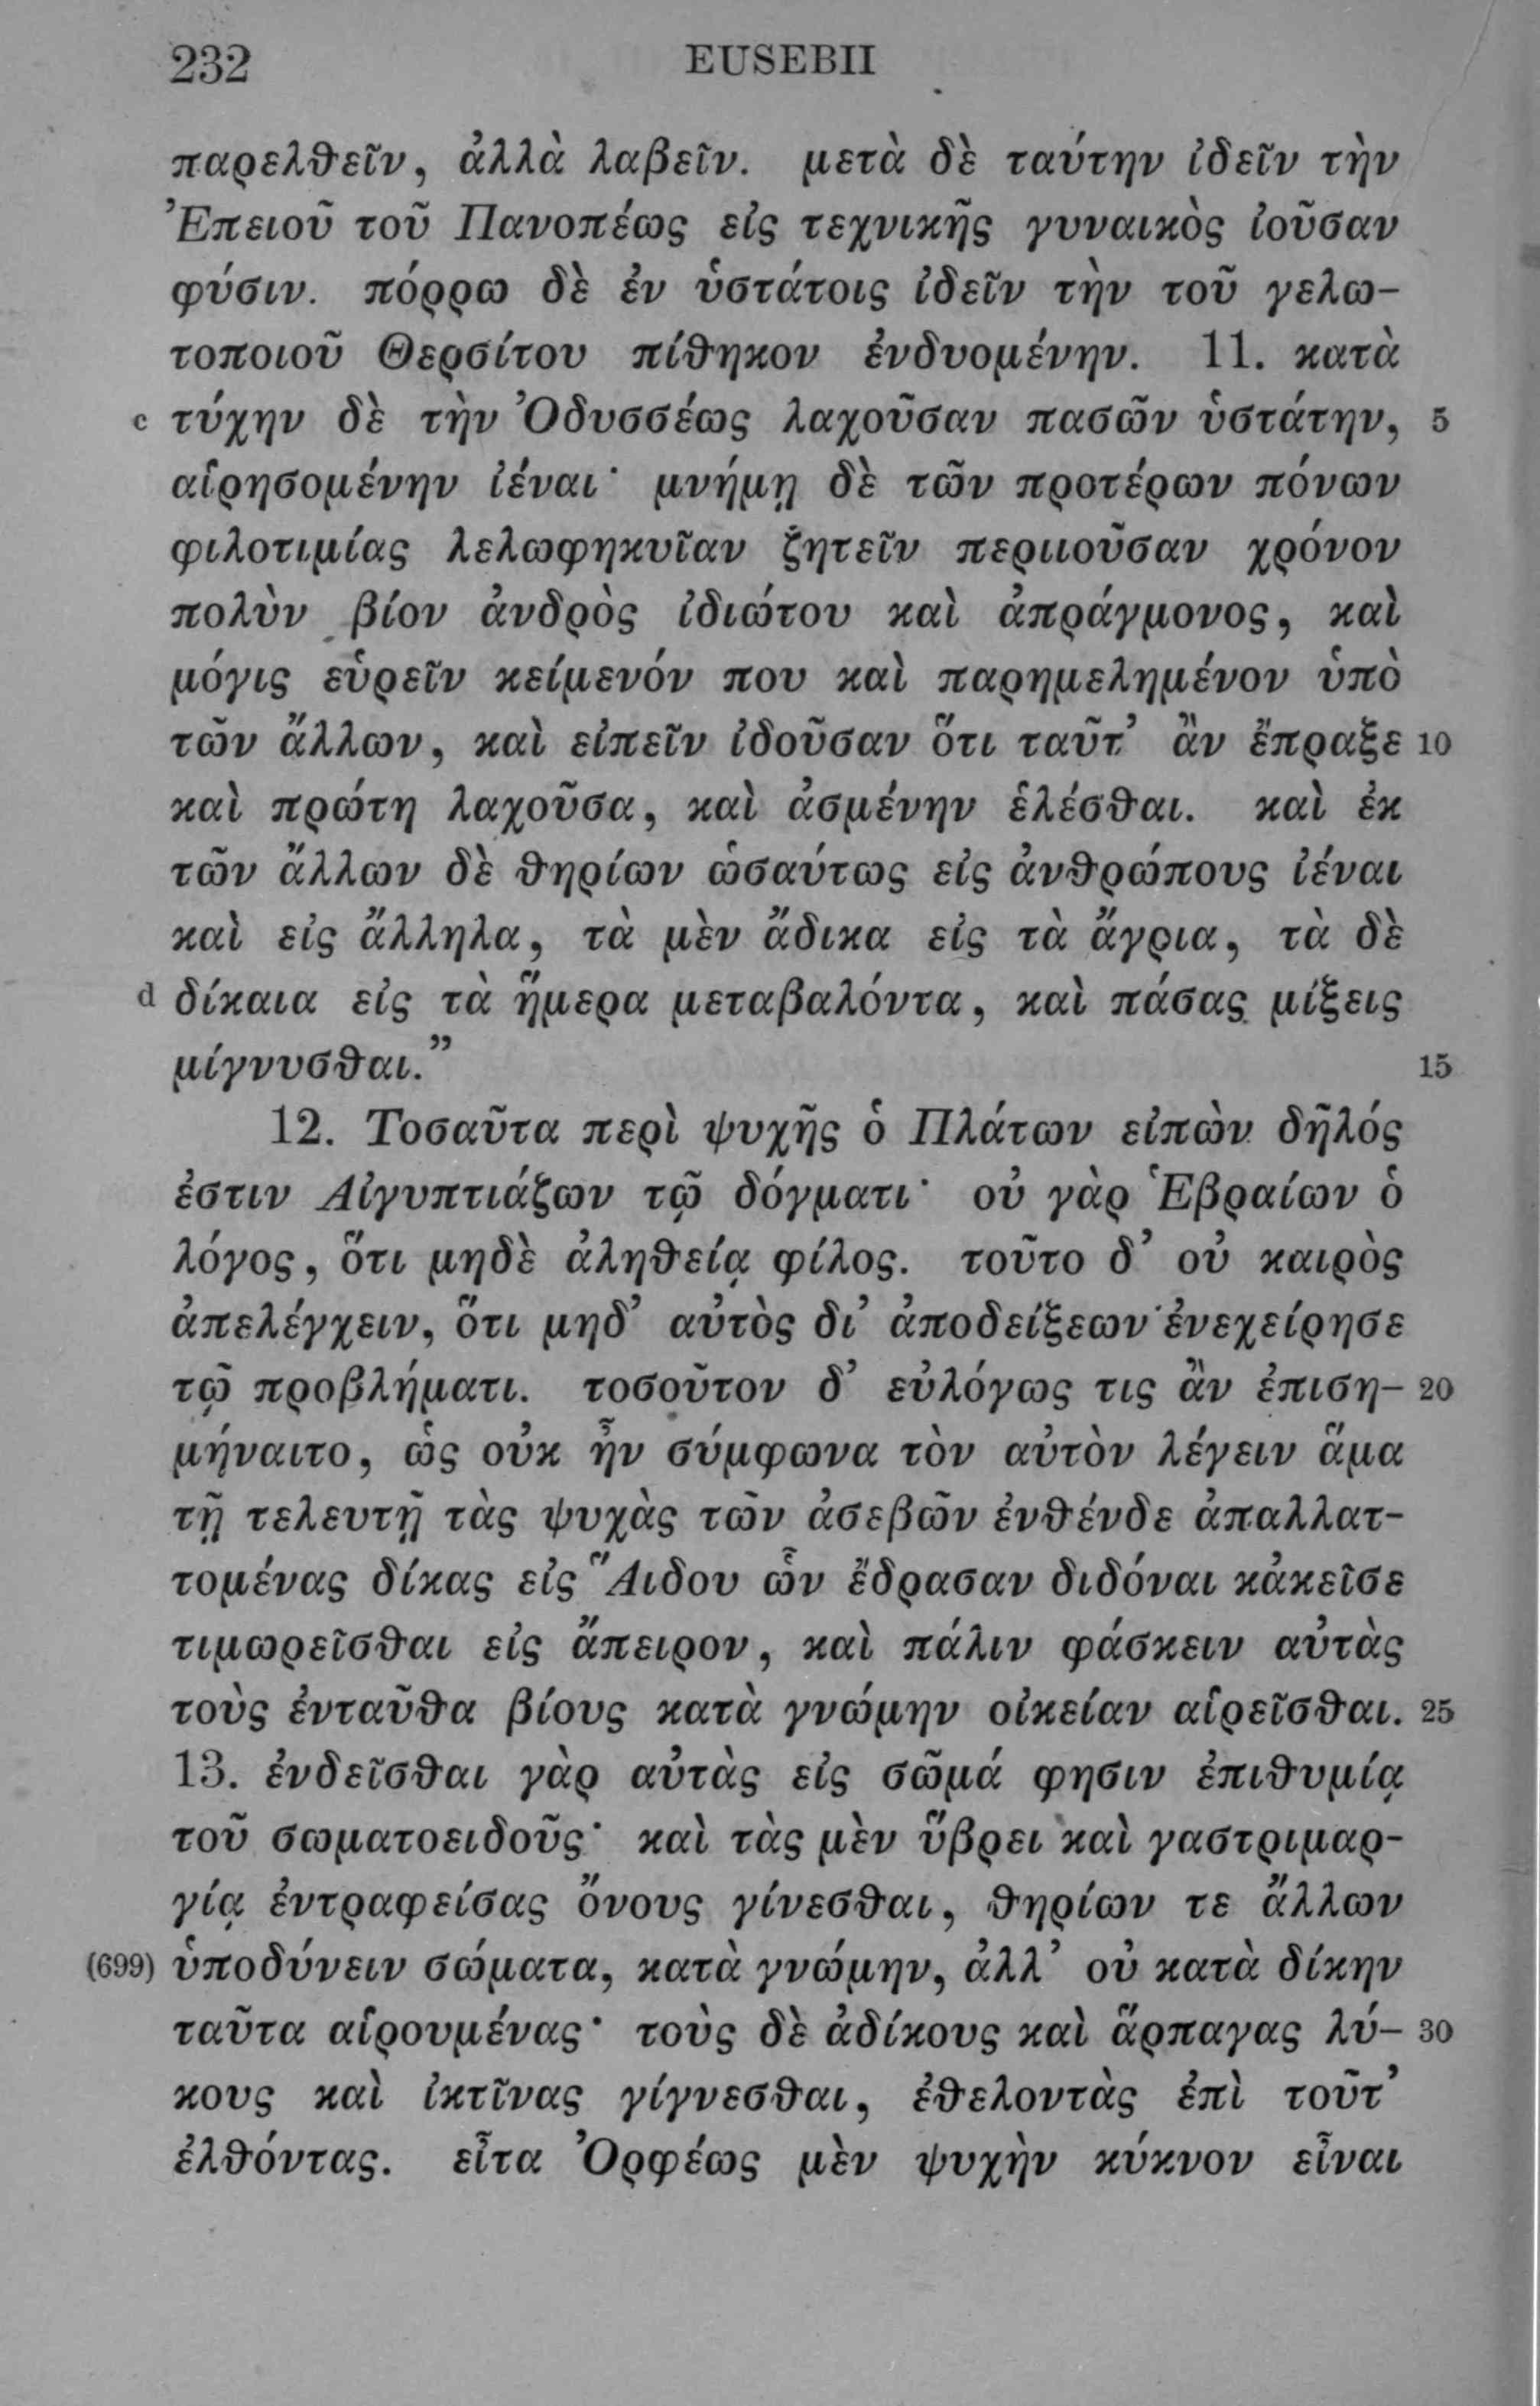 232 EUSEBII
παρελθεῖν, ἀλλὰ λαβεῖν. μετὰ δὲ ταύτην ἰδεῖν τὴν
Ἐπειοῦ τοῦ Πανοπέως εἰς τεχνικῆς γυναικὸς ἰοῦσαν
φύσιν. πόρρω δὲ ἐν ὑστάτοις ἰδεῖν τὴν τοῦ γελω-
τοποιοῦ Θερσίτου πίθηκον ἐνδυομένην. 11. κατὰ
c τύχην δὲ τὴν Ὀδυσσέως λαχοῦσαν πασῶν ὑστάτην, 5
αἱρησομένην ἰέναι· μνήμῃ δὲ τῶν προτέρων πόνων
φιλοτιμίας λελωφηκυῖαν ζητεῖν περιιοῦσαν χρόνον
πολὺν βίον ἀνδρὸς ἰδιώτου καὶ ἀπράγμονος, καὶ
μόγις εὑρεῖν κείμενόν που καὶ παρημελημένον ὑπὸ
τῶν ἄλλων, καὶ εἰπεῖν ἰδοῦσαν ὅτι ταῦτ’ ἂν ἔπραξε 10
καὶ πρώτη λαχοῦσα, καὶ ἀσμένην ἑλέσθαι. καὶ ἐκ
τῶν ἄλλων δὲ θηρίων ὡσαύτως εἰς ἀνθρώπους ἰέναι
καὶ εἰς ἄλληλα, τὰ μὲν ἄδικα εἰς τὰ ἄγρια, τὰ δὲ
d δίκαια εἰς τὰ ἥμερα μεταβαλόντα, καὶ πάσας μίξεις
μίγνυσθαι.” 15
12. Τοσαῦτα περὶ ψυχῆς ὁ Πλάτων εἰπὼν δῆλός
ἐστιν Αἰγυπτιάζων τῷ δόγματι· οὐ γὰρ Ἑβραίων ὁ
λόγος, ὅτι μηδὲ ἀληθείᾳ φίλος. τοῦτο δ’ οὐ καιρὸς
ἀπελέγχειν, ὅτι μηδ’ αὐτὸς δι’ ἀποδείξεων ἐνεχείρησε
τῷ προβλήματι. τοσοῦτον δ’ εὐλόγως τις ἂν ἐπιση- 20
μήναιτο, ὡς οὐκ ἦν σύμφωνα τὸν αὐτὸν λέγειν ἅμα
τῇ τελευτῇ τὰς ψυχὰς τῶν ἀσεβῶν ἐνθένδε ἀπαλλατ-
τομένας δίκας εἰς Ἅιδου ὧν ἔδρασαν διδόναι κἀκεῖσε
τιμωρεῖσθαι εἰς ἄπειρον, καὶ πάλιν φάσκειν αὐτὰς
τοὺς ἐνταῦθα βίους κατὰ γνώμην οἰκείαν αἱρεῖσθαι. 25
13. ἐνδεῖσθαι γὰρ αὐτὰς εἰς σῶμά φησιν ἐπιθυμίᾳ
τοῦ σωματοειδοῦς· καὶ τὰς μὲν ὕβρει καὶ γαστριμαρ-
γίᾳ ἐντραφείσας ὄνους γίνεσθαι, θηρίων τε ἄλλων
(699) ὑποδύνειν σώματα, κατὰ γνώμην, ἀλλ’ οὐ κατὰ δίκην
ταῦτα αἱρουμένας· τοὺς δὲ ἀδίκους καὶ ἅρπαγας λύ- 30
κους καὶ ἰκτῖνας γίγνεσθαι, ἐθελοντὰς ἐπὶ τοῦτ’
ἐλθόντας. εἶτα Ὀρφέως μὲν ψυχὴν κύκνον εἶναι